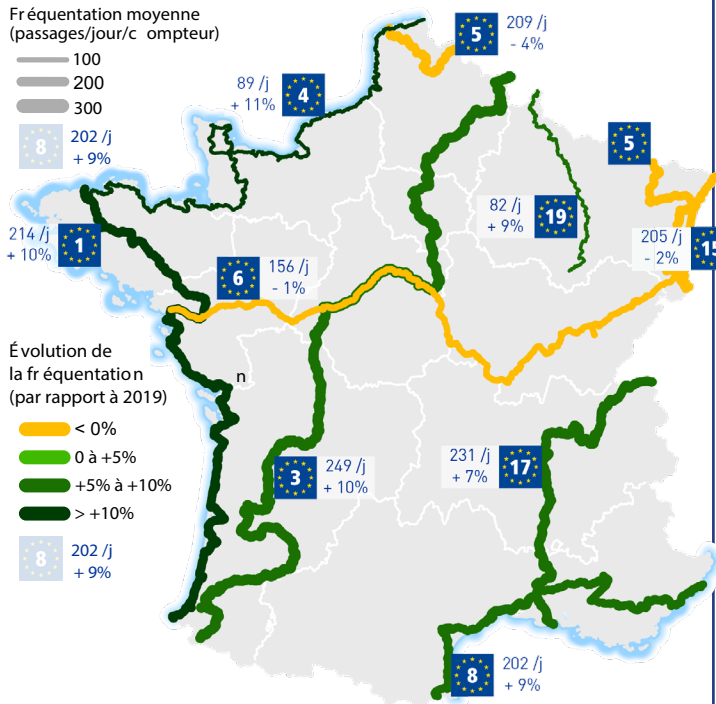 Fr équentation moyenne
(passages/jour/c ompteur)
100
200
300
8
202 /j
+ 9%
89 /j
+ 11%
4
5
209 /j
- 4%
5
82 /j
+ 9%
19
205 /j
- 2%
15
214 /j
+ 10%
1
6
156 /j
- 1%
É volution de
la fr équentation
(par rapport à 2019)
n
< 0%
0 à +5%
+5% à +10%
> +10%
8
202 /j
+ 9%
3
249 /j
+ 10%
231 /j
+ 7%
17
8
202 /j
+ 9%